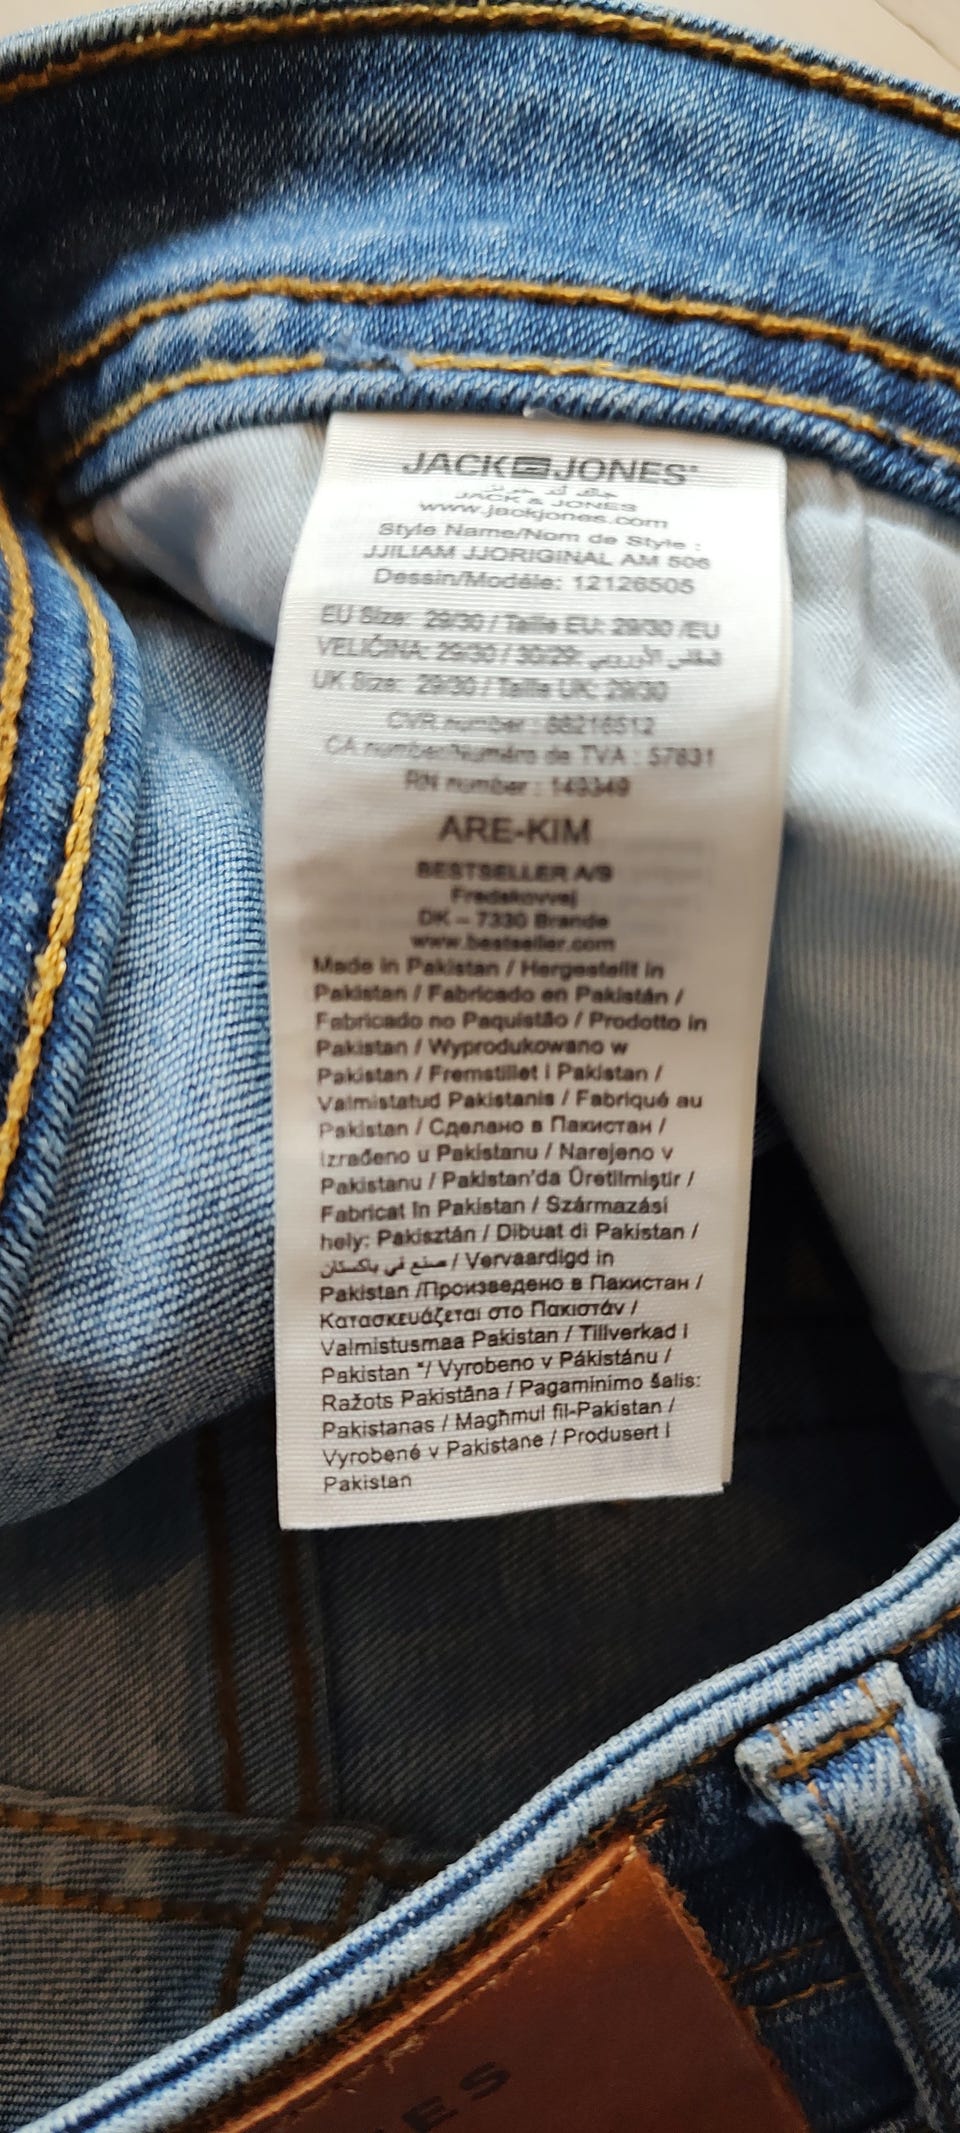 JACK & JONES®
جاك اند جونز
JACK & JONES
www.jackjones.com
Style Name/Nom de Style :
JJILIAM JJORIGINAL AM 506
Dessin/Modèle: 12126505
EU Size: 29/30 / Taille EU: 29/30 /EU
VELIČINA: 29/30 / 30/29: المقاس الأوروبي
UK Size: 29/30 / Taille UK: 29/30
CVR number : 88216512
CA number/Numéro de TVA : 57831
RN number : 149349
ARE-KIM
BESTSELLER A/S
Fredskovvej
DK – 7330 Brande
www.bestseller.com
Made in Pakistan / Hergestellt in
Pakistan / Fabricado en Pakistán /
Fabricado no Paquistão / Prodotto in
Pakistan / Wyprodukowano w
Pakistan / Fremstillet i Pakistan /
Valmistatud Pakistanis / Fabriqué au
Pakistan / Сделано в Пакистан /
Izrađeno u Pakistanu / Narejeno v
Pakistanu / Pakistan'da Üretilmiştir /
Fabricat în Pakistan / Származási
hely: Pakisztán / Dibuat di Pakistan /
صنع في باكستان / Vervaardigd in
Pakistan /Произведено в Пакистан /
Κατασκευάζεται στο Πακιστάν /
Valmistusmaa Pakistan / Tillverkad i
Pakistan "/ Vyrobeno v Pákistánu /
Ražots Pakistāna / Pagaminimo šalis:
Pakistanas / Magħmul fil-Pakistan /
Vyrobené v Pakistane / Produsert i
Pakistan
ES